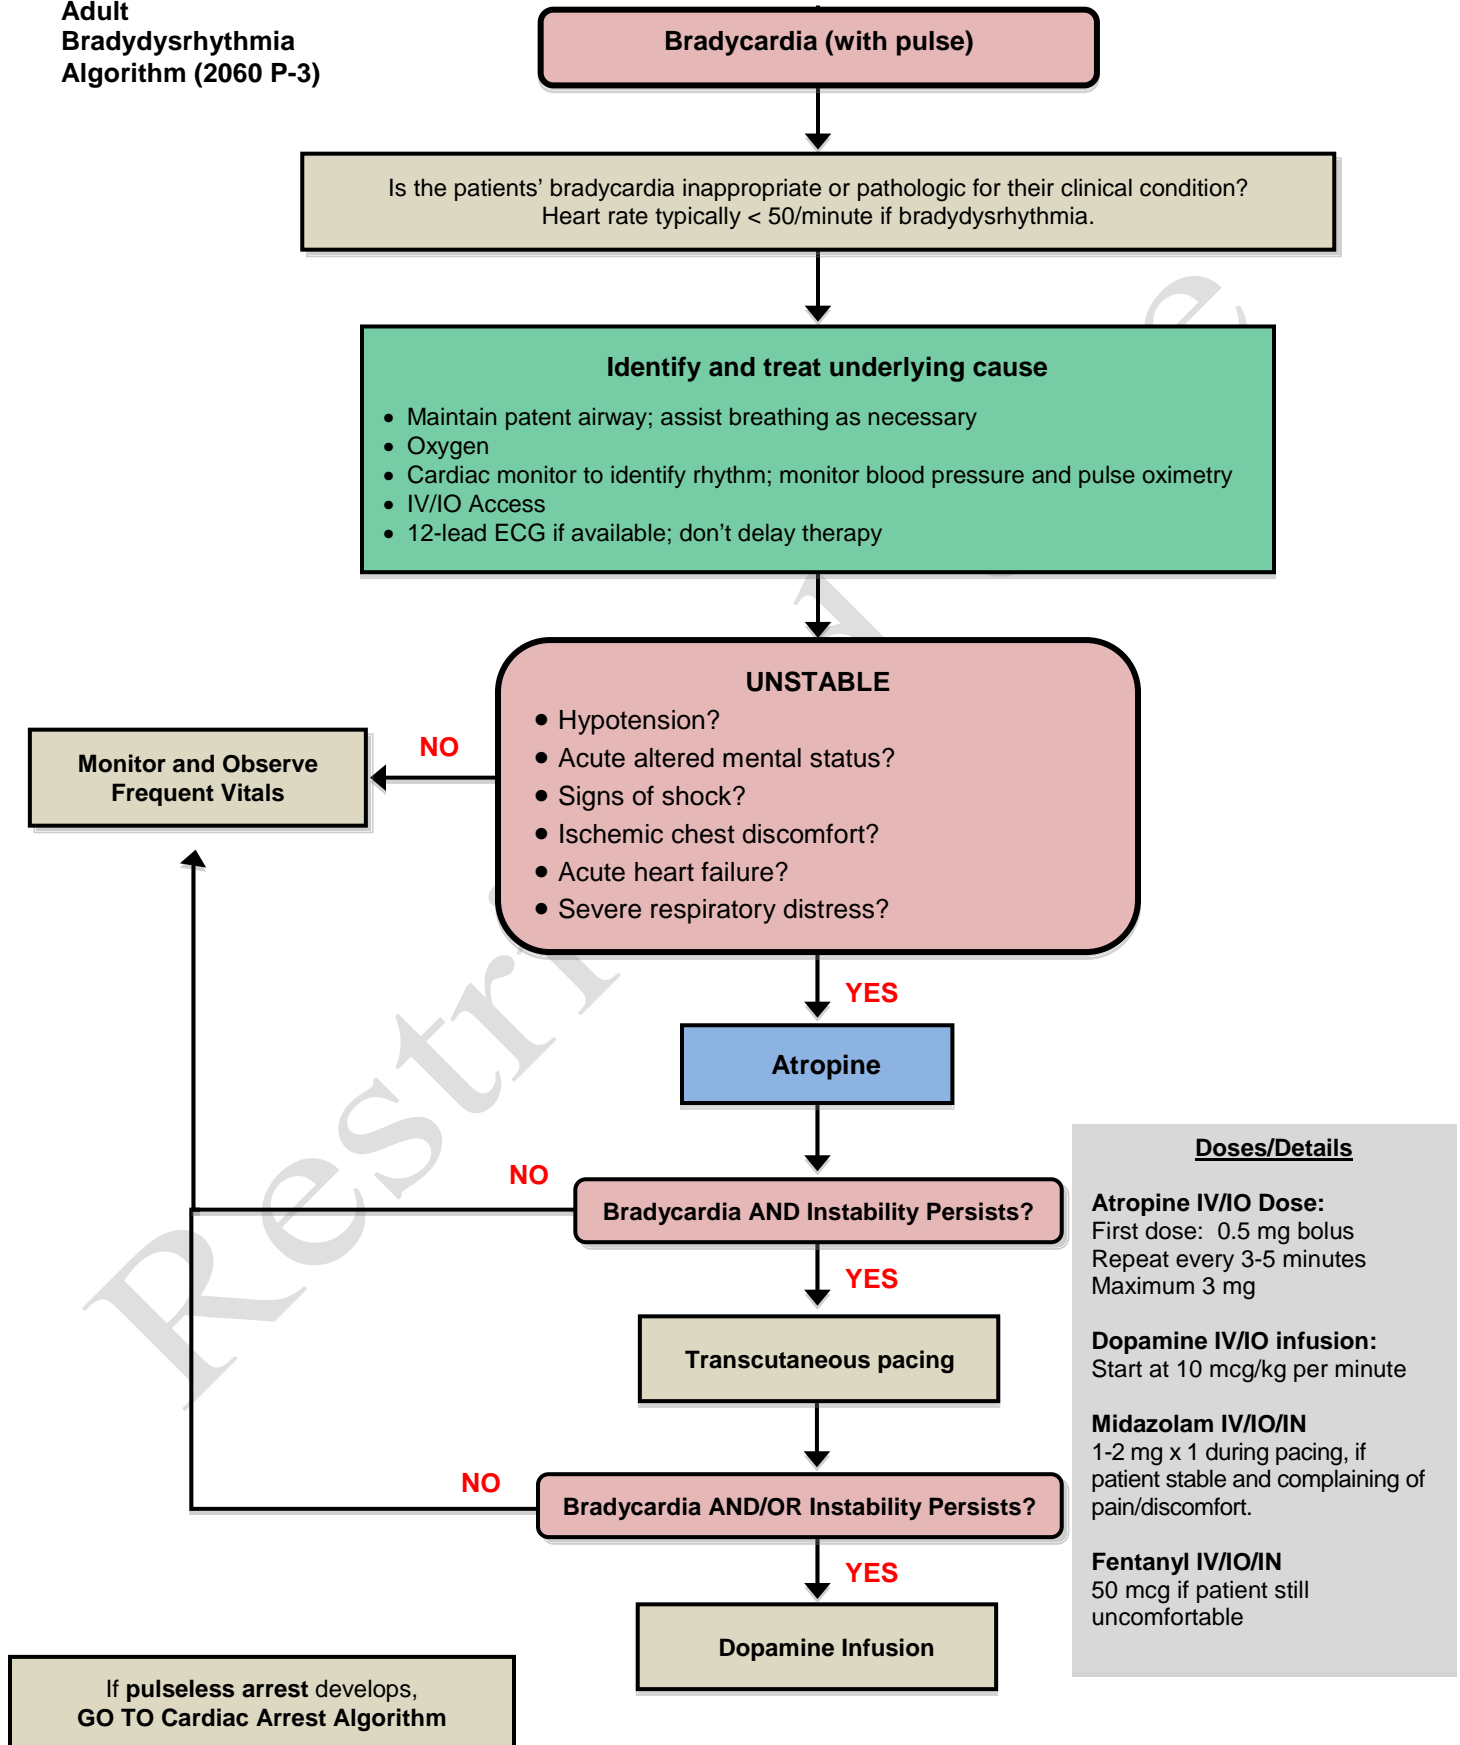 Adult
Bradydysrhythmia
Algorithm (2060 P-3)
Bradycardia (with pulse)
Is the patients’ bradycardia inappropriate or pathologic for their clinical condition?
Heart rate typically < 50/minute if bradydysrhythmia.
Identify and treat underlying cause
• Maintain patent airway; assist breathing as necessary
• Oxygen
• Cardiac monitor to identify rhythm; monitor blood pressure and pulse oximetry
• IV/IO Access
• 12-lead ECG if available; don’t delay therapy
UNSTABLE
• Hypotension?
• Acute altered mental status?
• Signs of shock?
• Ischemic chest discomfort?
• Acute heart failure?
• Severe respiratory distress?
NO
Monitor and Observe
Frequent Vitals
YES
Atropine
NO
Bradycardia AND Instability Persists?
YES
Transcutaneous pacing
NO
Bradycardia AND/OR Instability Persists?
YES
Dopamine Infusion
Doses/Details
Atropine IV/IO Dose:
First dose: 0.5 mg bolus
Repeat every 3-5 minutes
Maximum 3 mg
Dopamine IV/IO infusion:
Start at 10 mcg/kg per minute
Midazolam IV/IO/IN
1-2 mg x 1 during pacing, if
patient stable and complaining of
pain/discomfort.
Fentanyl IV/IO/IN
50 mcg if patient still
uncomfortable
If pulseless arrest develops,
GO TO Cardiac Arrest Algorithm